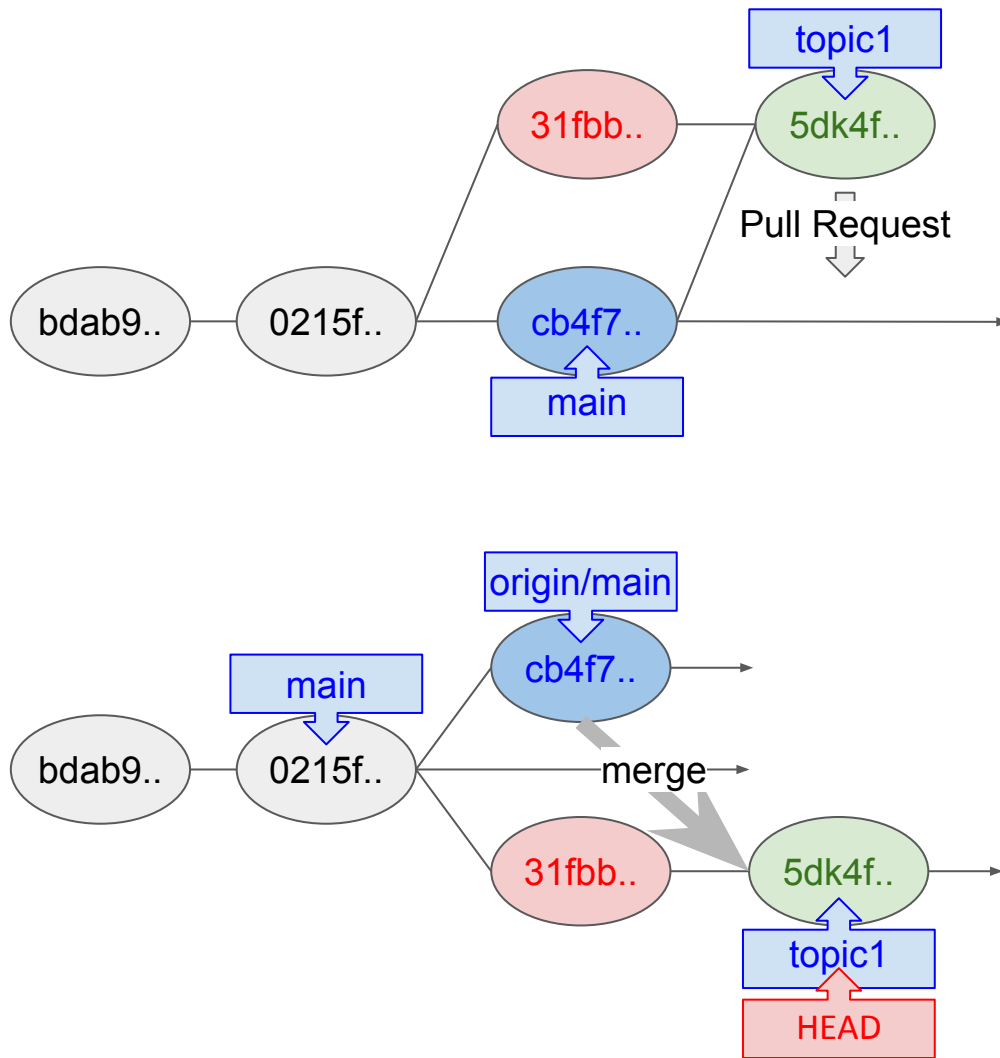 topic1
31fbb..
5dk4f..
Pull Request
bdab9..
0215f..
cb4f7..
main
origin/main
cb4f7..
main
bdab9..
0215f..
merge
31fbb..
5dk4f..
topic1
HEAD